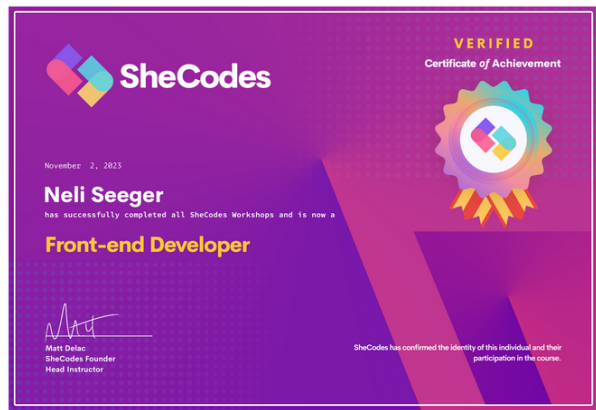 SheCodes
VERIFIED
Certificate of Achievement
November 2, 2023
Neli Seeger
has successfully completed all SheCodes Workshops and is now a
Front-end Developer
Matt Delac
SheCodes Founder
Head Instructor
SheCodes has confirmed the identity of this individual and their
participation in the course.